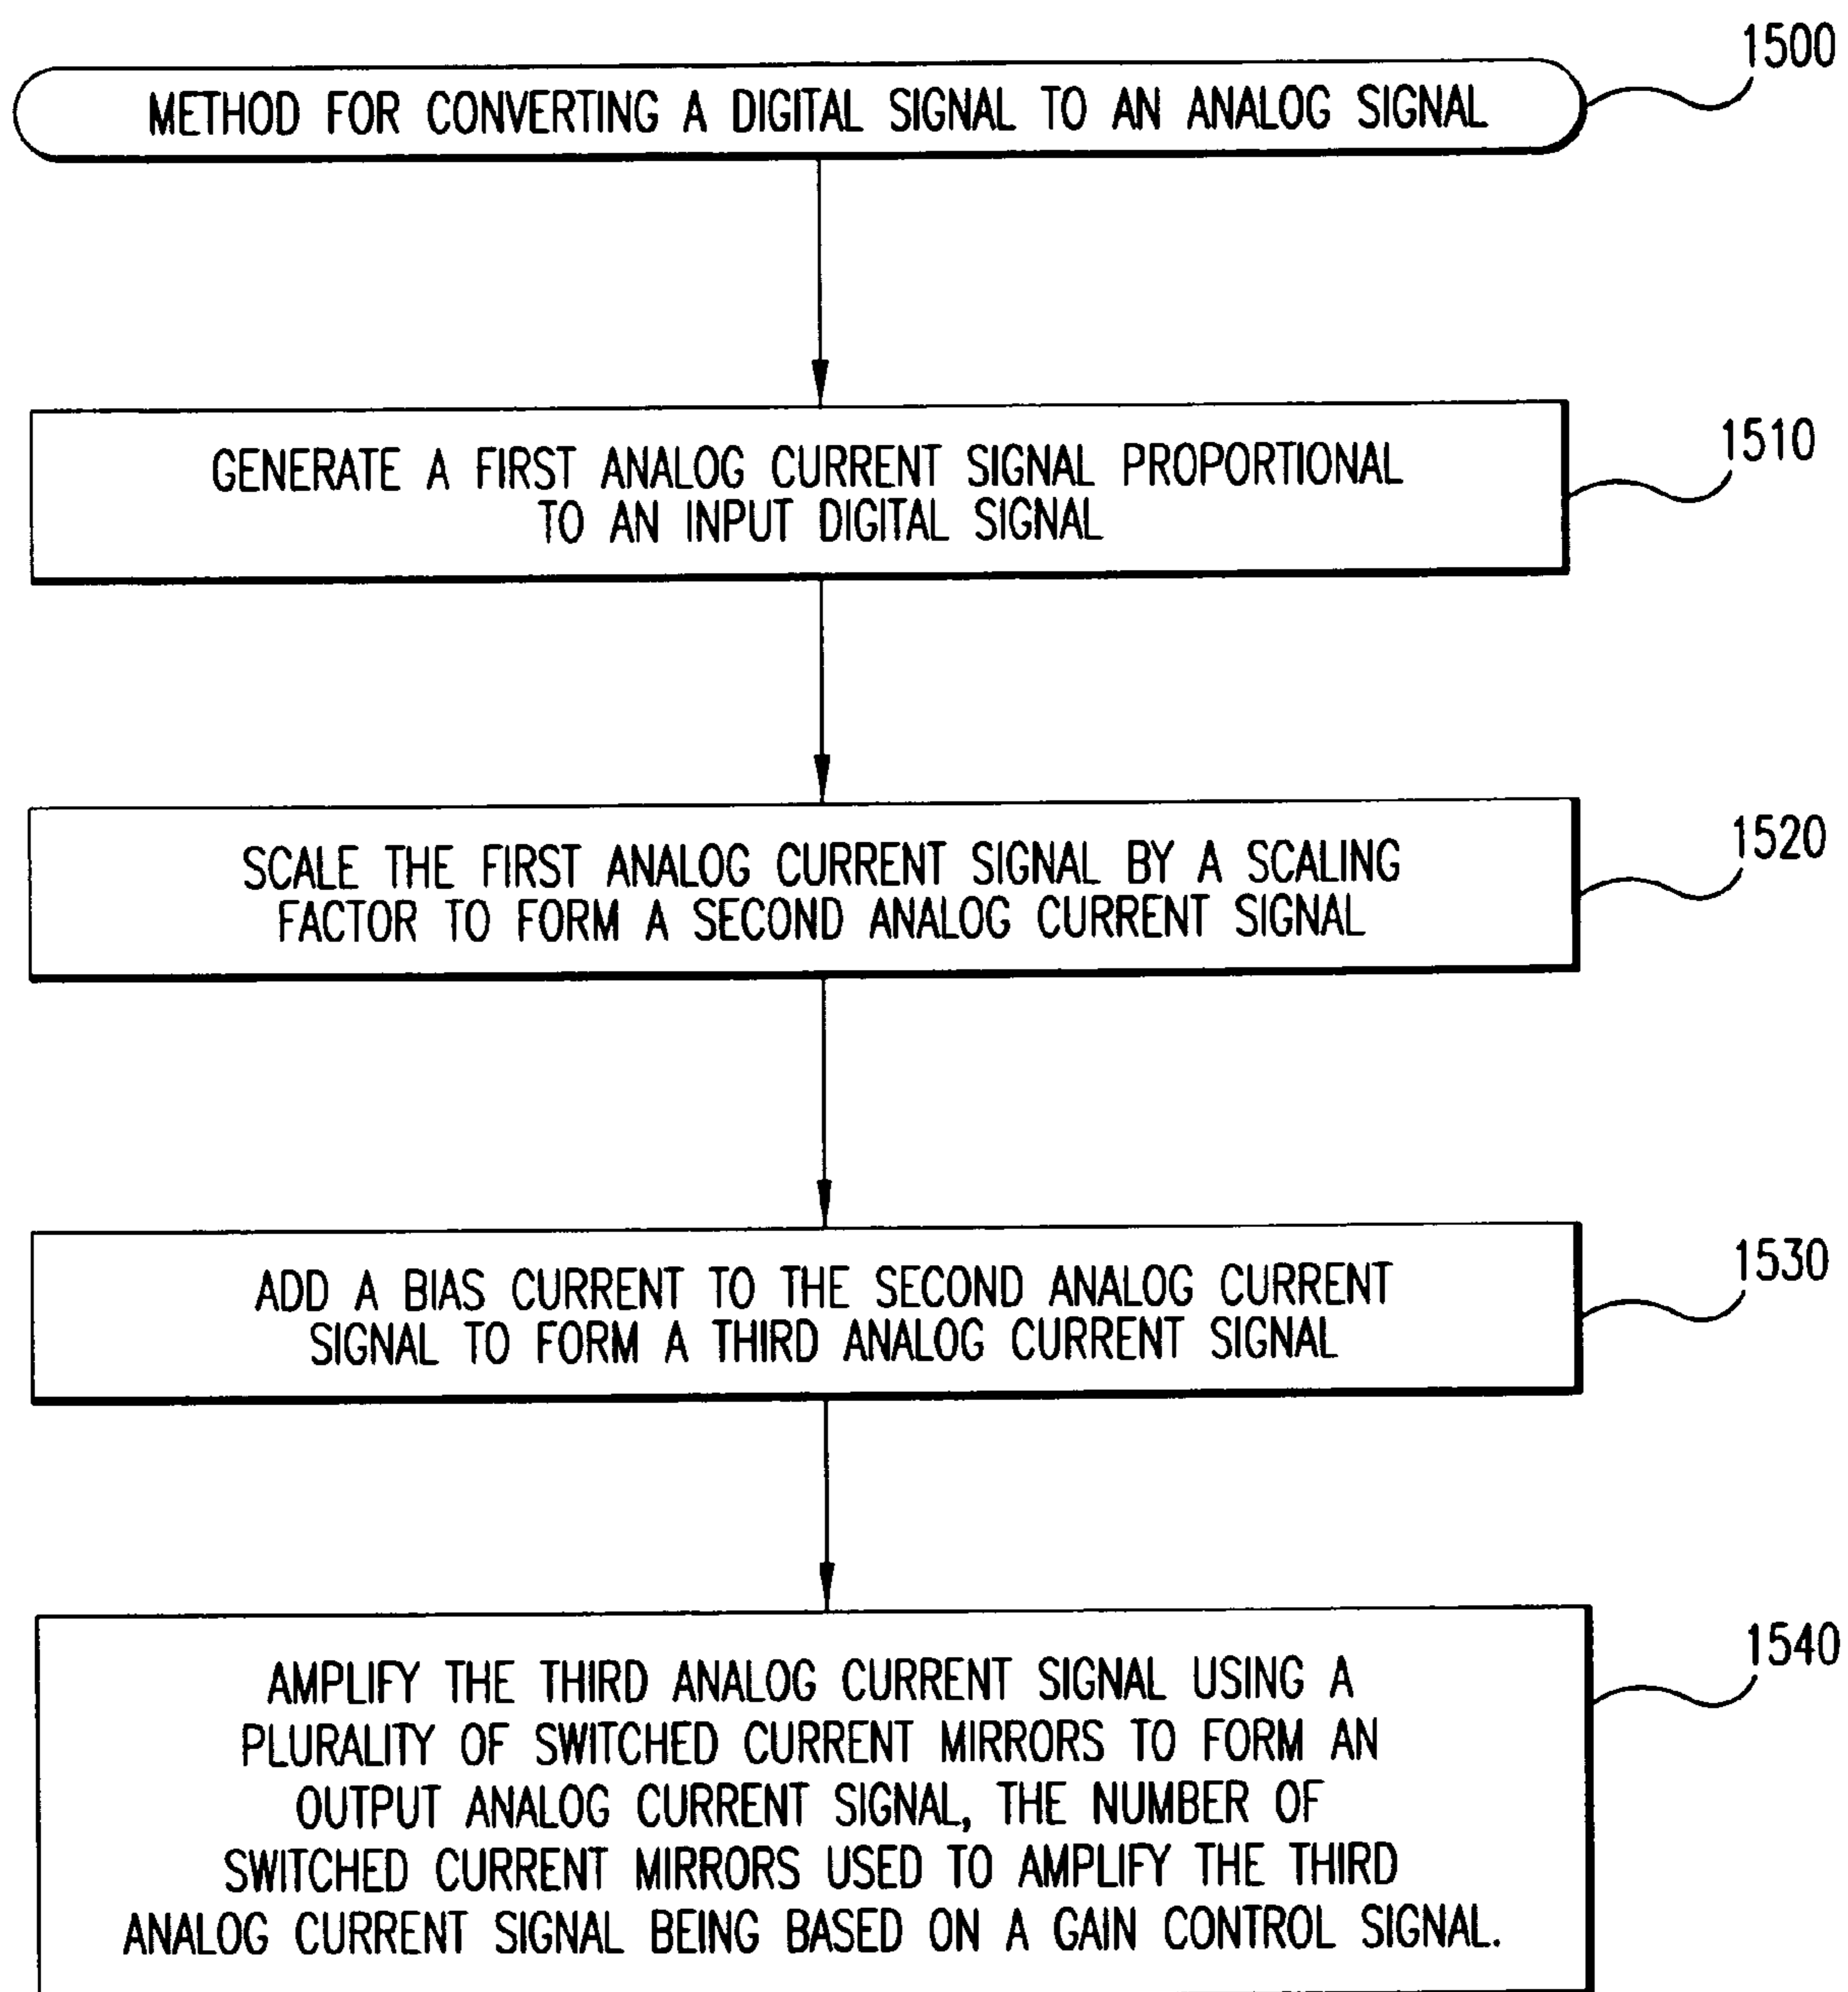 1500
METHOD FOR CONVERTING A DIGITAL SIGNAL TO AN ANALOG SIGNAL
1510
GENERATE A FIRST ANALOG CURRENT SIGNAL PROPORTIONAL
TO AN INPUT DIGITAL SIGNAL
1520
SCALE THE FIRST ANALOG CURRENT SIGNAL BY A SCALING
FACTOR TO FORM A SECOND ANALOG CURRENT SIGNAL
1530
ADD A BIAS CURRENT TO THE SECOND ANALOG CURRENT
SIGNAL TO FORM A THIRD ANALOG CURRENT SIGNAL
1540
AMPLIFY THE THIRD ANALOG CURRENT SIGNAL USING A
PLURALITY OF SWITCHED CURRENT MIRRORS TO FORM AN
OUTPUT ANALOG CURRENT SIGNAL, THE NUMBER OF
SWITCHED CURRENT MIRRORS USED TO AMPLIFY THE THIRD
ANALOG CURRENT SIGNAL BEING BASED ON A GAIN CONTROL SIGNAL.